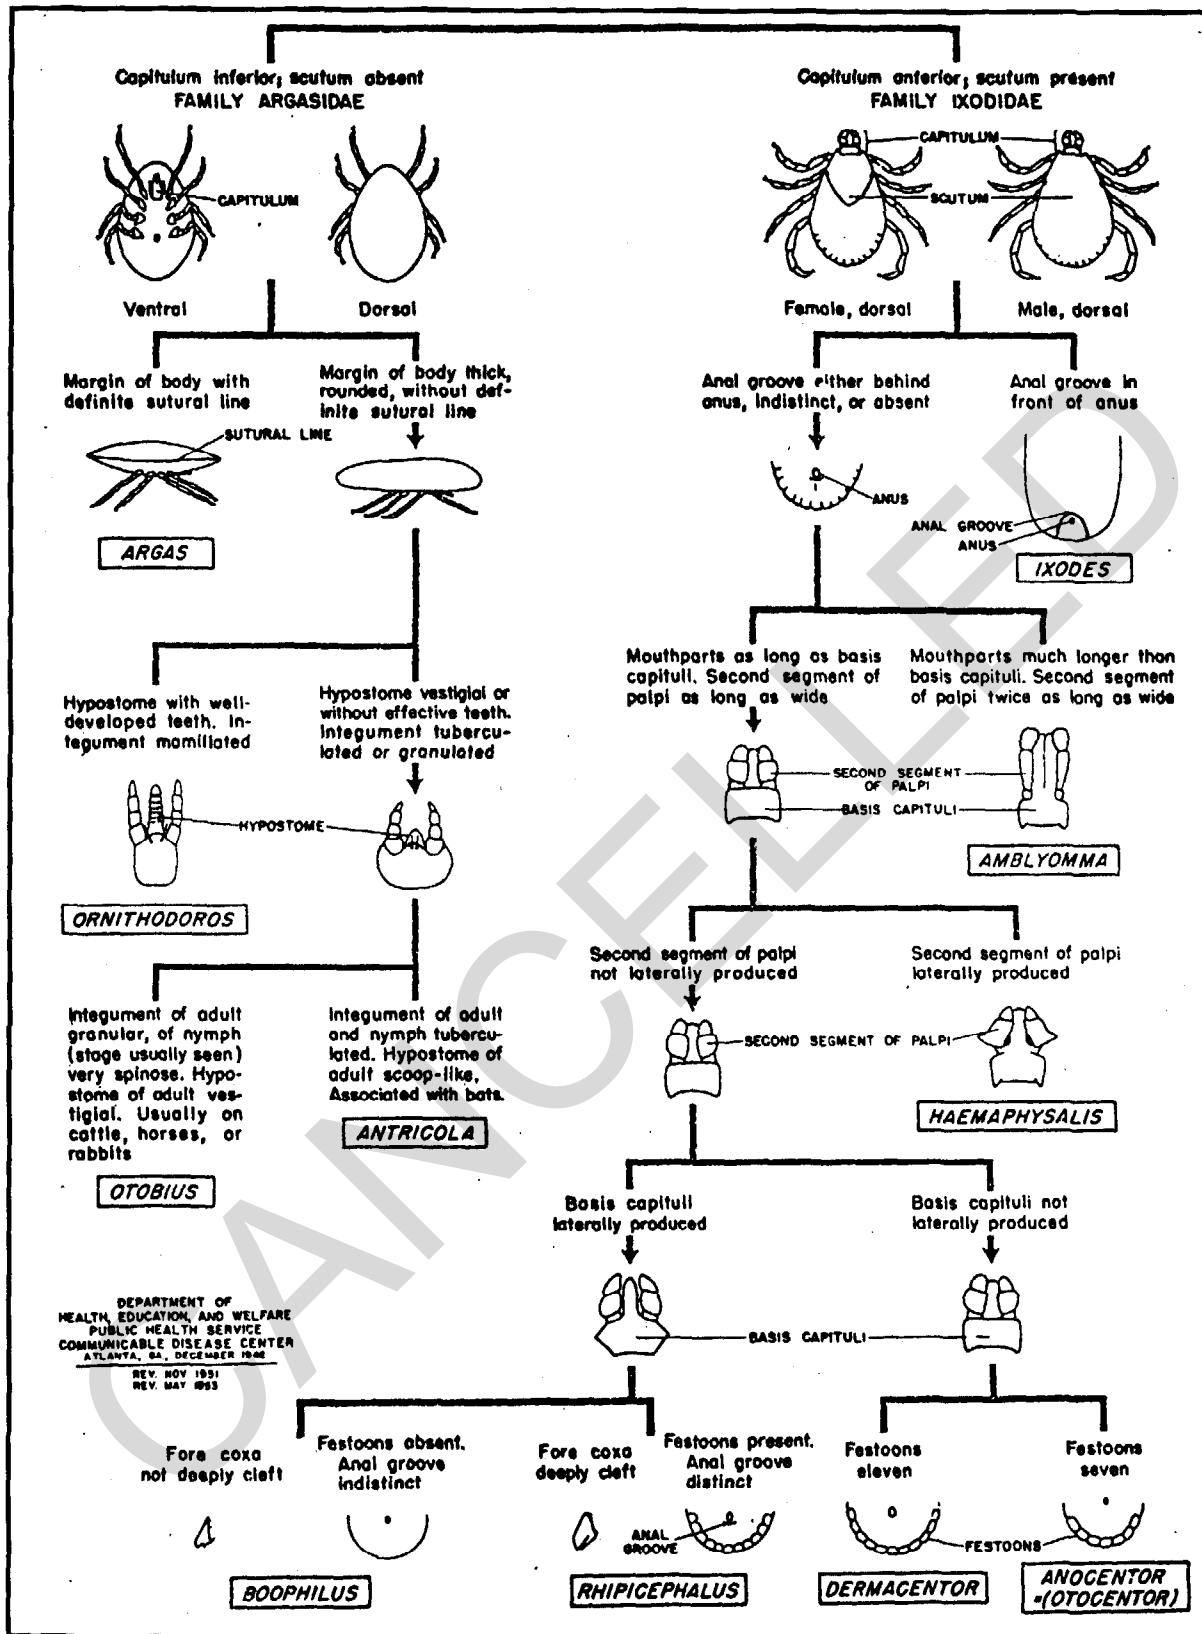 Capitulum inferior; scutum absent
FAMILY ARGASIDAE
Capitulum anterior; scutum present
FAMILY IXODIDAE
CAPITULUM
CAPITULUM
SCUTUM
Ventral
Dorsal
Female, dorsal
Male, dorsal
Margin of body with
definite sutural line
Margin of body thick,
rounded, without def-
inite sutural line
SUTURAL LINE
ARGAS
Anal groove either behind
anus, indistinct, or absent
Anal groove in
front of anus
ANUS
ANAL GROOVE
ANUS
IXODES
Hypostome with well-
developed teeth. In-
tegument mamillated
Hypostome vestigial or
without effective teeth.
Integument tubercu-
lated or granulated
HYPOSTOME
ORNITHODOROS
Mouthparts as long as basis
capituli. Second segment of
palpi as long as wide
Mouthparts much longer than
basis capituli. Second segment
of palpi twice as long as wide
SECOND SEGMENT
OF PALPI
BASIS CAPITULI
AMBLYOMMA
Integument of adult
granular, of nymph
(stage usually seen)
very spinose. Hypo-
stome of adult ves-
tigial. Usually on
cattle, horses, or
rabbits
OTOBIUS
Integument of adult
and nymph tubercu-
lated. Hypostome of
adult scoop-like,
Associated with bats.
ANTRICOLA
Second segment of palpi
not laterally produced
Second segment of palpi
laterally produced
SECOND SEGMENT OF PALPI
HAEMAPHYSALIS
Basis capituli
laterally produced
Basis capituli not
laterally produced
BASIS CAPITULI
DEPARTMENT OF
HEALTH, EDUCATION, AND WELFARE
PUBLIC HEALTH SERVICE
COMMUNICABLE DISEASE CENTER
ATLANTA, GA., DECEMBER 1948
REV. NOV 1951
REV. MAY 1953
Fore coxa
not deeply cleft
Festoons absent.
Anal groove
indistinct
BOOPHILUS
Fore coxa
deeply cleft
Festoons present.
Anal groove
distinct
ANAL
GROOVE
RHIPICEPHALUS
Festoons
eleven
Festoons
seven
FESTOONS
DERMACENTOR
ANOCENTOR
=(OTOCENTOR)
CANCELLED